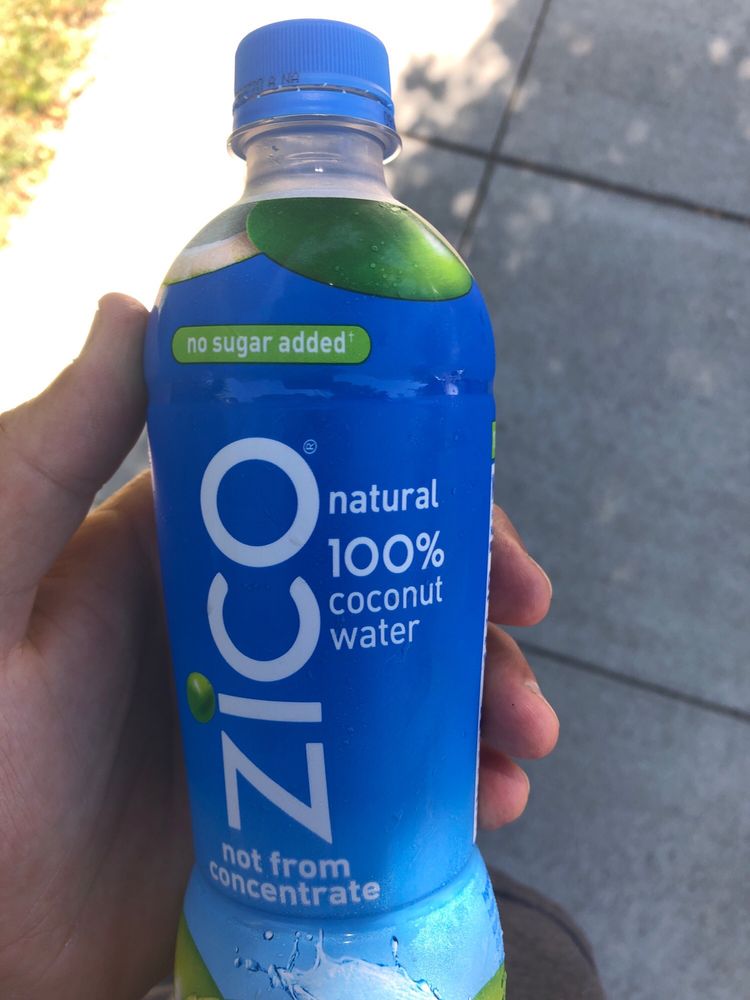 no sugar added†
zico®
natural
100%
coconut
water
not from
concentrate